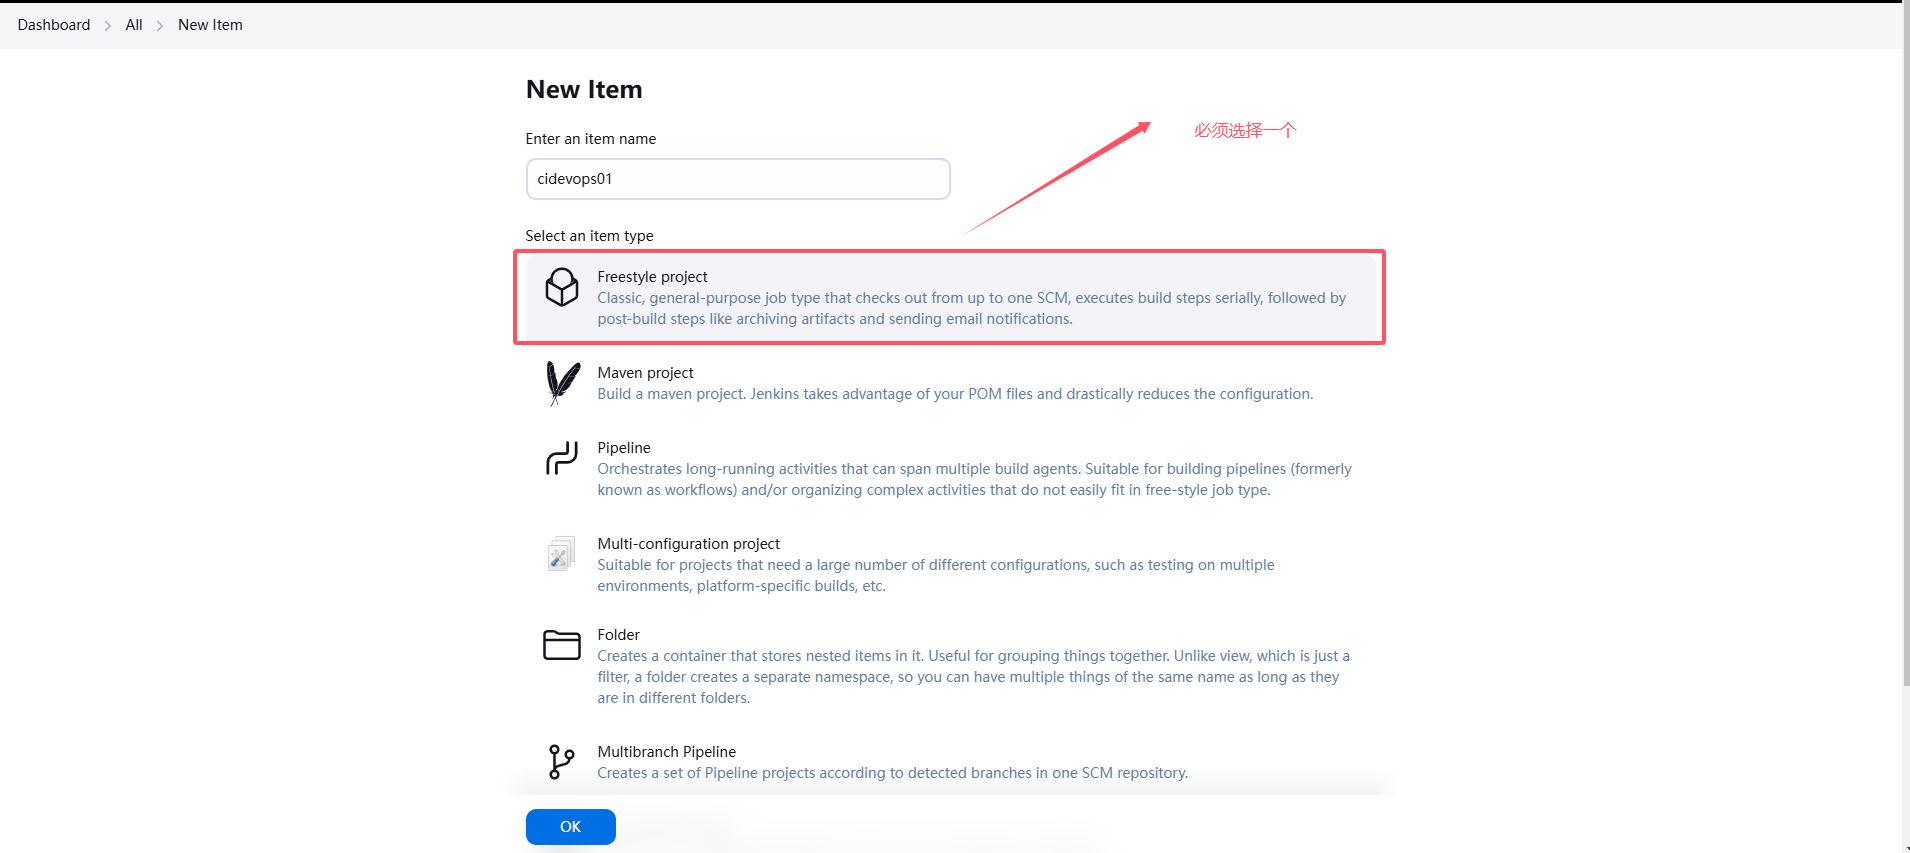 Dashboard > All > New Item
New Item
必须选择一个
Enter an item name
cidevops01
Select an item type
Freestyle project
Classic, general-purpose job type that checks out from up to one SCM, executes build steps serially, followed by
post-build steps like archiving artifacts and sending email notifications.
Maven project
Build a maven project. Jenkins takes advantage of your POM files and drastically reduces the configuration.
Pipeline
Orchestrates long-running activities that can span multiple build agents. Suitable for building pipelines (formerly
known as workflows) and/or organizing complex activities that do not easily fit in free-style job type.
Multi-configuration project
Suitable for projects that need a large number of different configurations, such as testing on multiple
environments, platform-specific builds, etc.
Folder
Creates a container that stores nested items in it. Useful for grouping things together. Unlike view, which is just a
filter, a folder creates a separate namespace, so you can have multiple things of the same name as long as they
are in different folders.
Multibranch Pipeline
Creates a set of Pipeline projects according to detected branches in one SCM repository.
OK